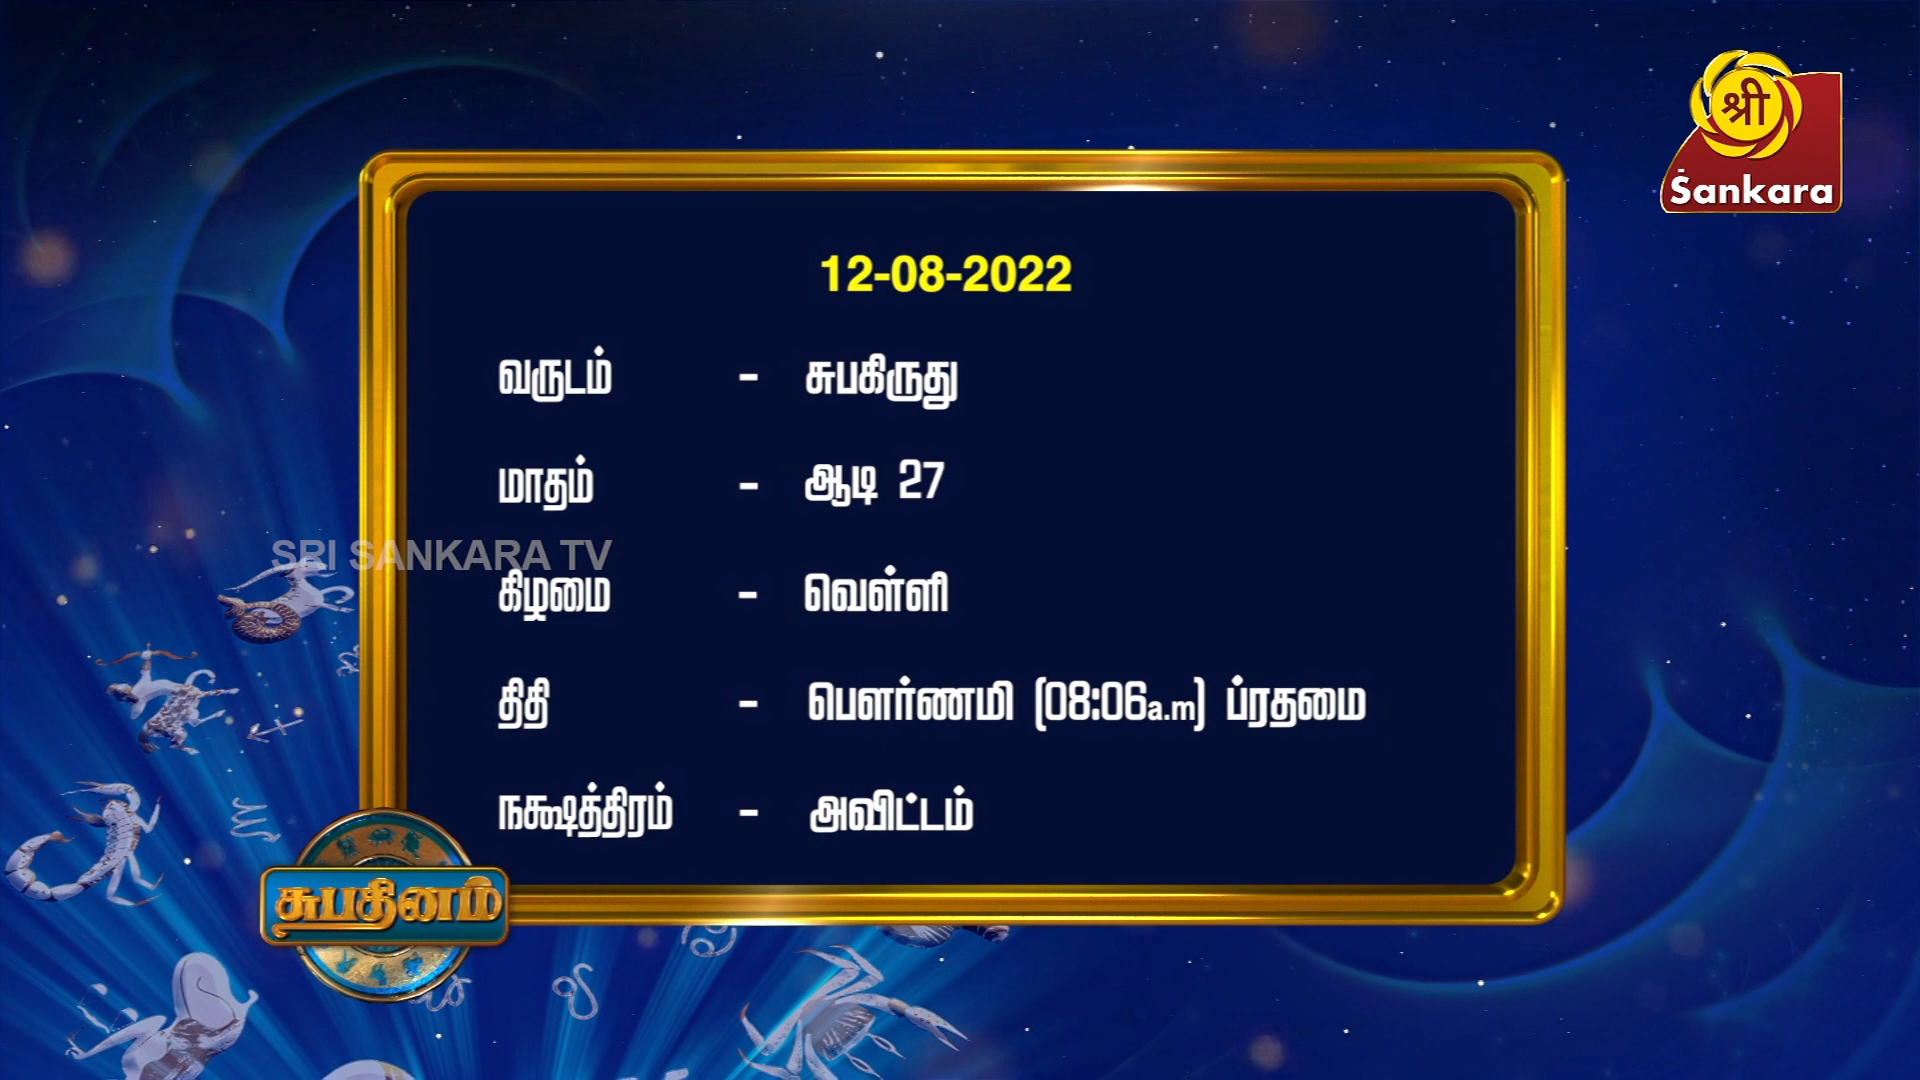 श्री
Sankara
12-08-2022
வருடம் - சுபகிருது
மாதம் - ஆடி 27
SRI SANKARA TV
கிழமை - வெள்ளி
திதி - பௌர்ணமி (08:06a.m) ப்ரதமை
நக்ஷத்திரம் - அவிட்டம்
சுபதினம்